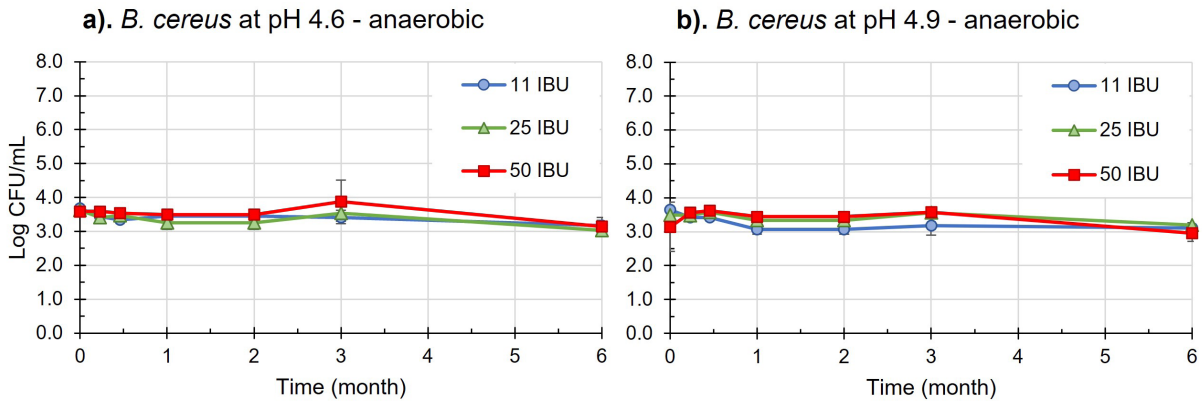 a). B. cereus at pH 4.6 - anaerobic
8.0
7.0
6.0
5.0
4.0
3.0
2.0
1.0
0.0
Log CFU/mL
11 IBU
25 IBU
50 IBU
0 1 2 3 4 5 6
Time (month)
b). B. cereus at pH 4.9 - anaerobic
8.0
7.0
6.0
5.0
4.0
3.0
2.0
1.0
0.0
11 IBU
25 IBU
50 IBU
0 1 2 3 4 5 6
Time (month)